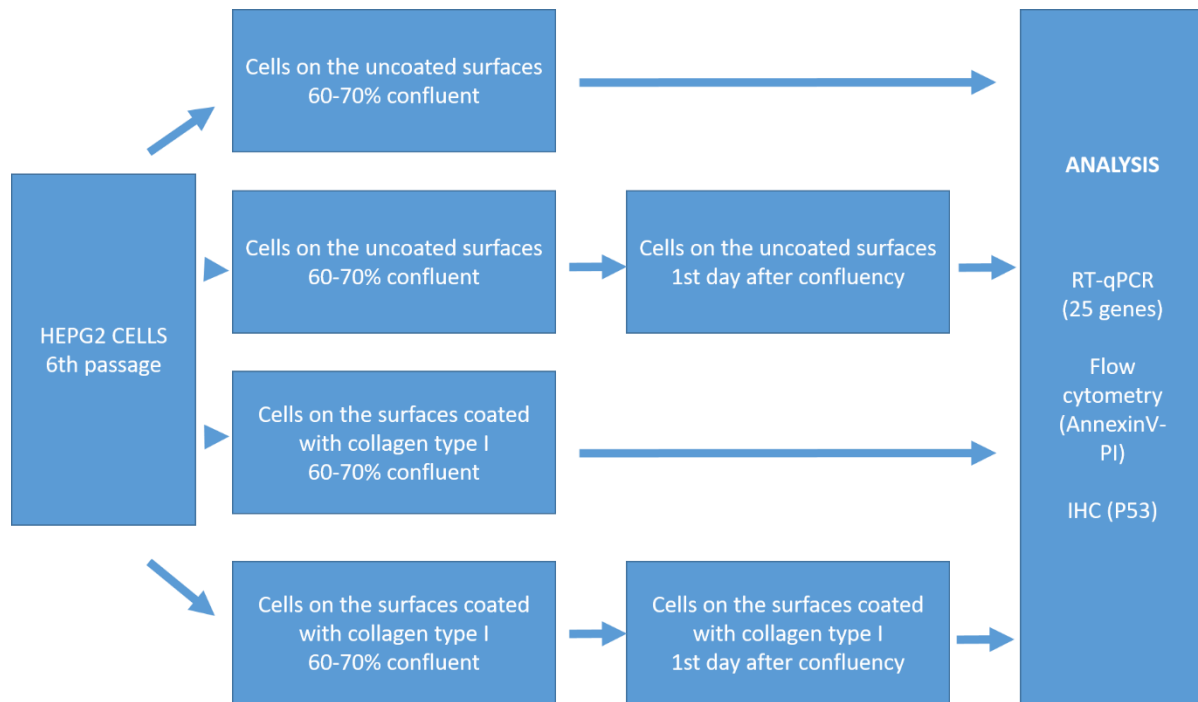 HEPG2 CELLS
6th passage
Cells on the uncoated surfaces
60-70% confluent
Cells on the uncoated surfaces
60-70% confluent
Cells on the uncoated surfaces
1st day after confluency
Cells on the surfaces coated
with collagen type I
60-70% confluent
Cells on the surfaces coated
with collagen type I
60-70% confluent
Cells on the surfaces coated
with collagen type I
1st day after confluency
ANALYSIS
RT-qPCR
(25 genes)
Flow
cytometry
(AnnexinV-
PI)
IHC (P53)